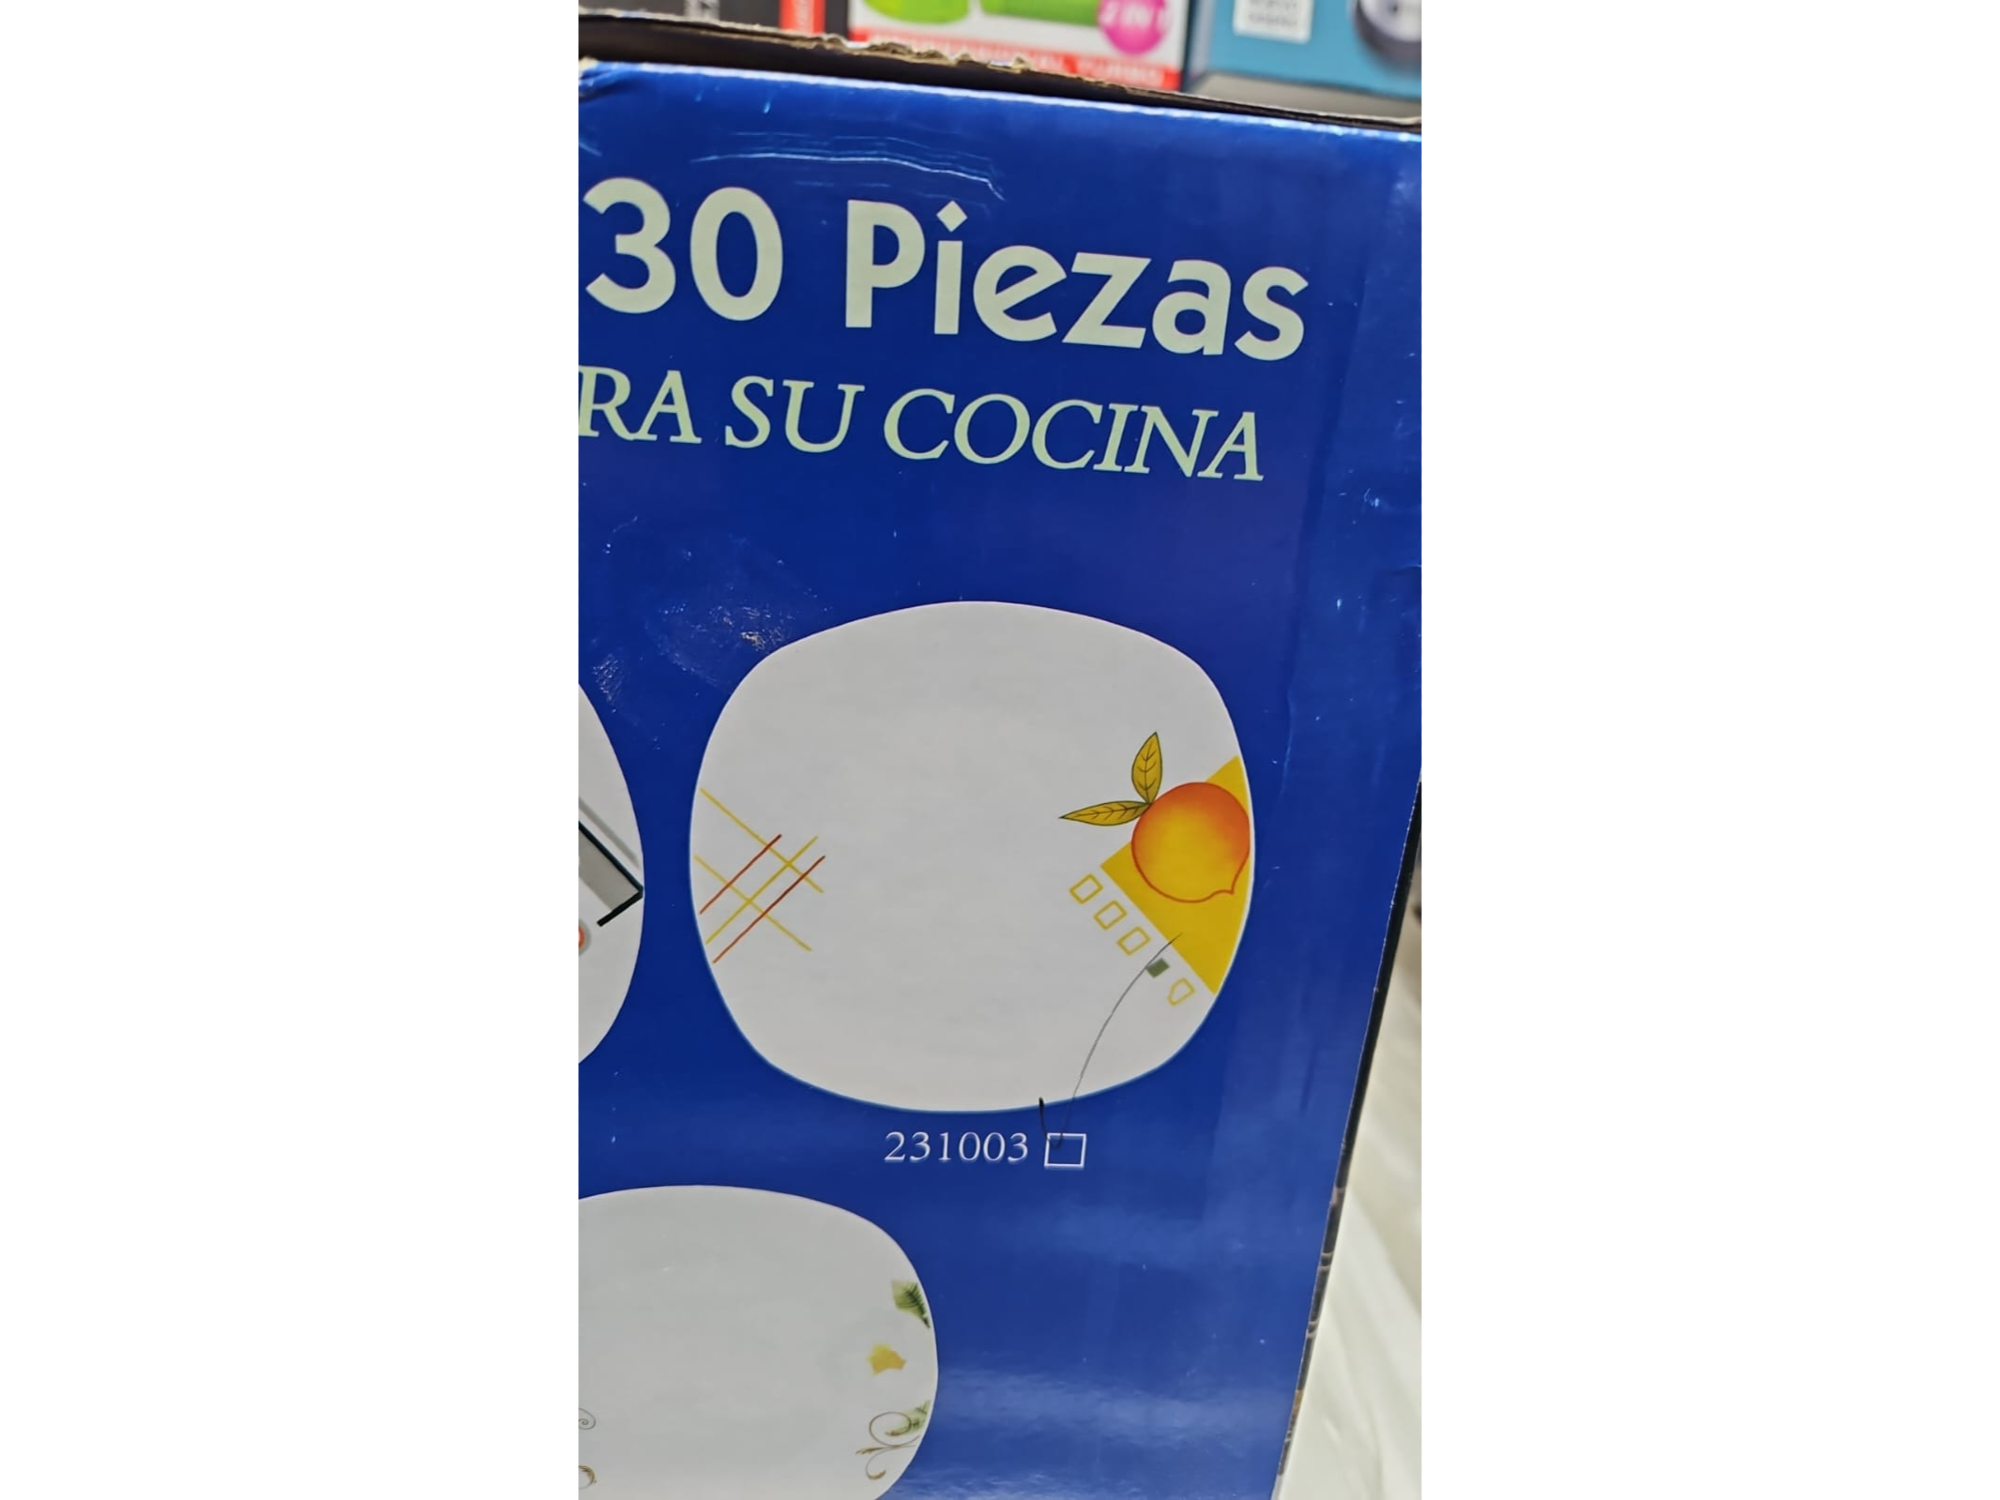 30 Piezas
RA SU COCINA
231003